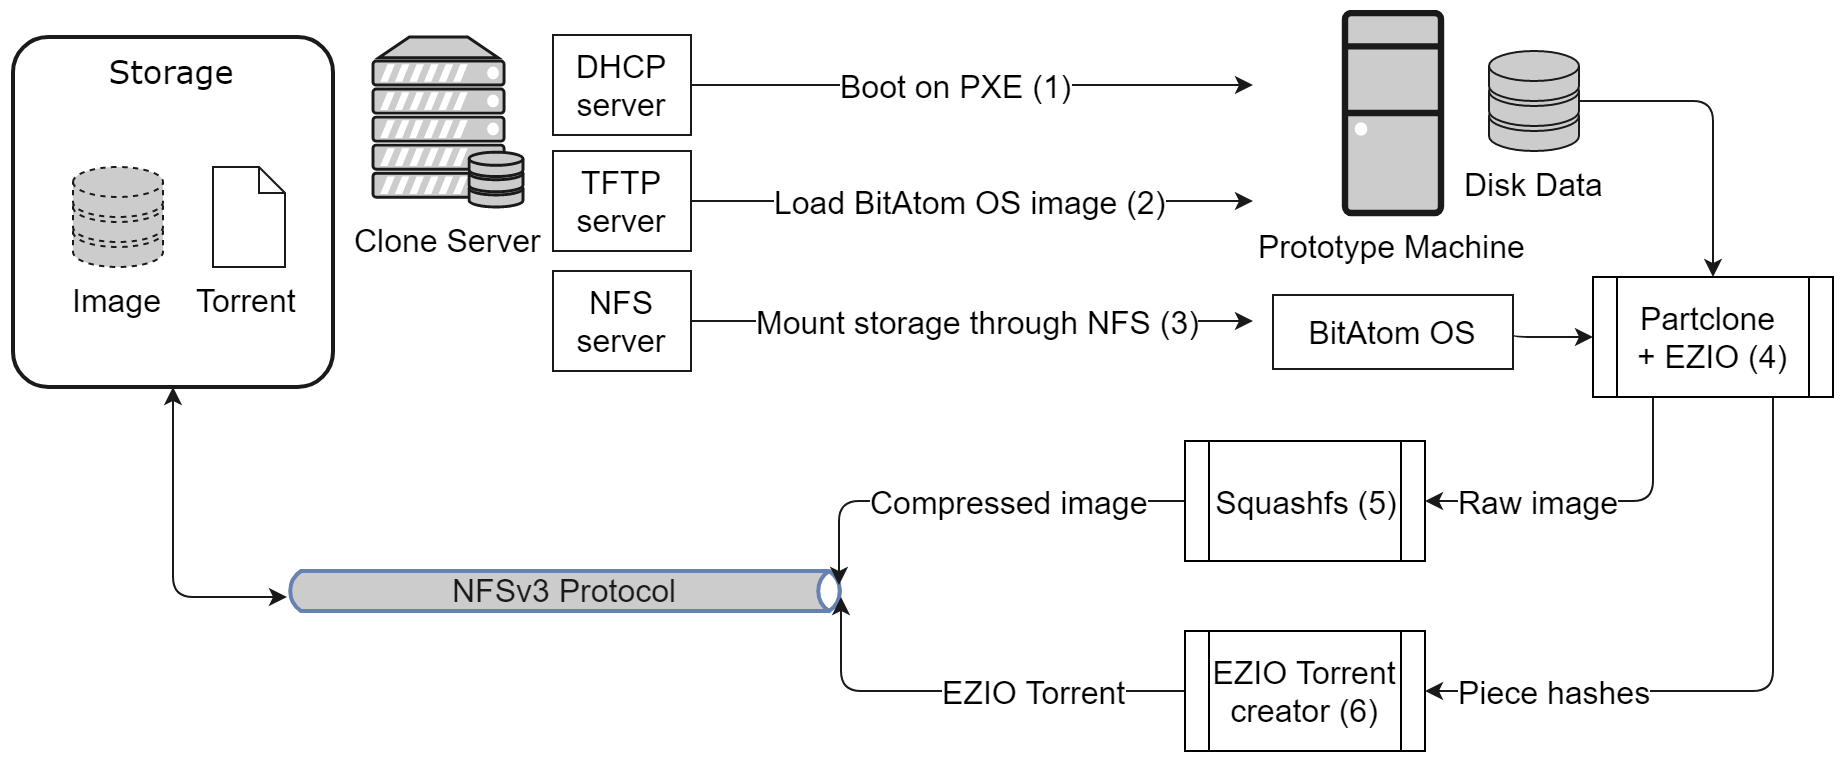 Storage
Image
Torrent
Clone Server
DHCP
server
TFTP
server
NFS
server
Boot on PXE (1)
Load BitAtom OS image (2)
Mount storage through NFS (3)
Prototype Machine
Disk Data
BitAtom OS
Partclone
+ EZIO (4)
Compressed image
Squashfs (5)
Raw image
NFSv3 Protocol
EZIO Torrent
EZIO Torrent
creator (6)
Piece hashes